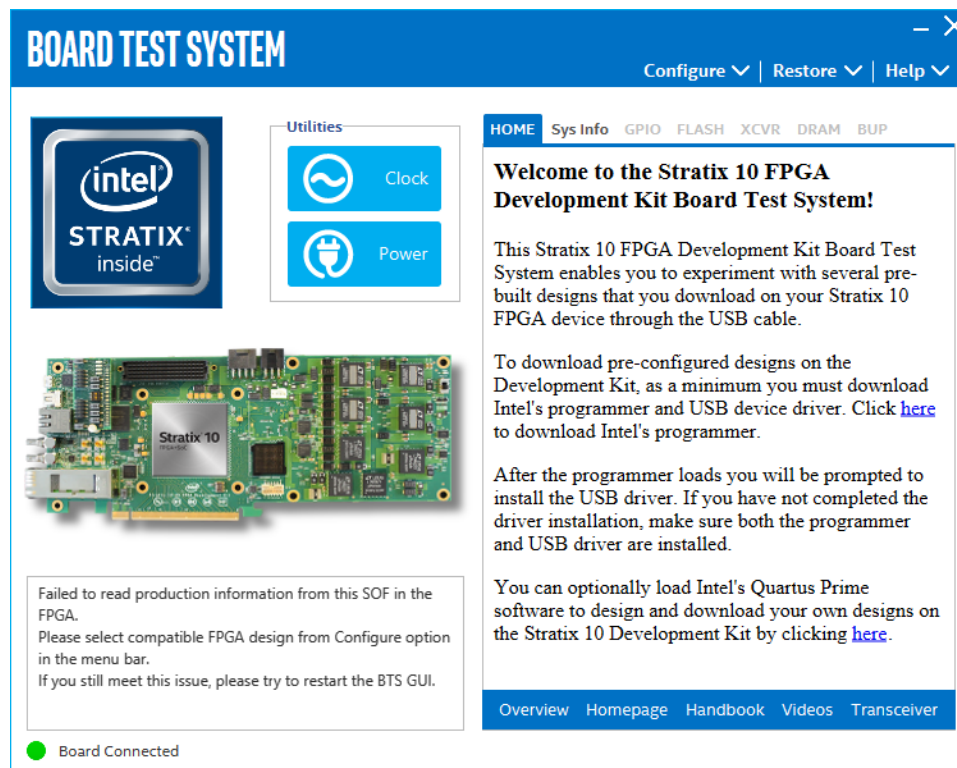 BOARD TEST SYSTEM
Configure | Restore | Help
Utilities
Clock
Power
intel
STRATIX
inside™
Stratix 10
HOME Sys Info GPIO FLASH XCVR DRAM BUP
Welcome to the Stratix 10 FPGA
Development Kit Board Test System!
This Stratix 10 FPGA Development Kit Board Test
System enables you to experiment with several pre-
built designs that you download on your Stratix 10
FPGA device through the USB cable.
To download pre-configured designs on the
Development Kit, as a minimum you must download
Intel's programmer and USB device driver. Click here
to download Intel's programmer.
After the programmer loads you will be prompted to
install the USB driver. If you have not completed the
driver installation, make sure both the programmer
and USB driver are installed.
You can optionally load Intel's Quartus Prime
software to design and download your own designs on
the Stratix 10 Development Kit by clicking here.
Overview Homepage Handbook Videos Transceiver
Failed to read production information from this SOF in the
FPGA.
Please select compatible FPGA design from Configure option
in the menu bar.
If you still meet this issue, please try to restart the BTS GUI.
Board Connected